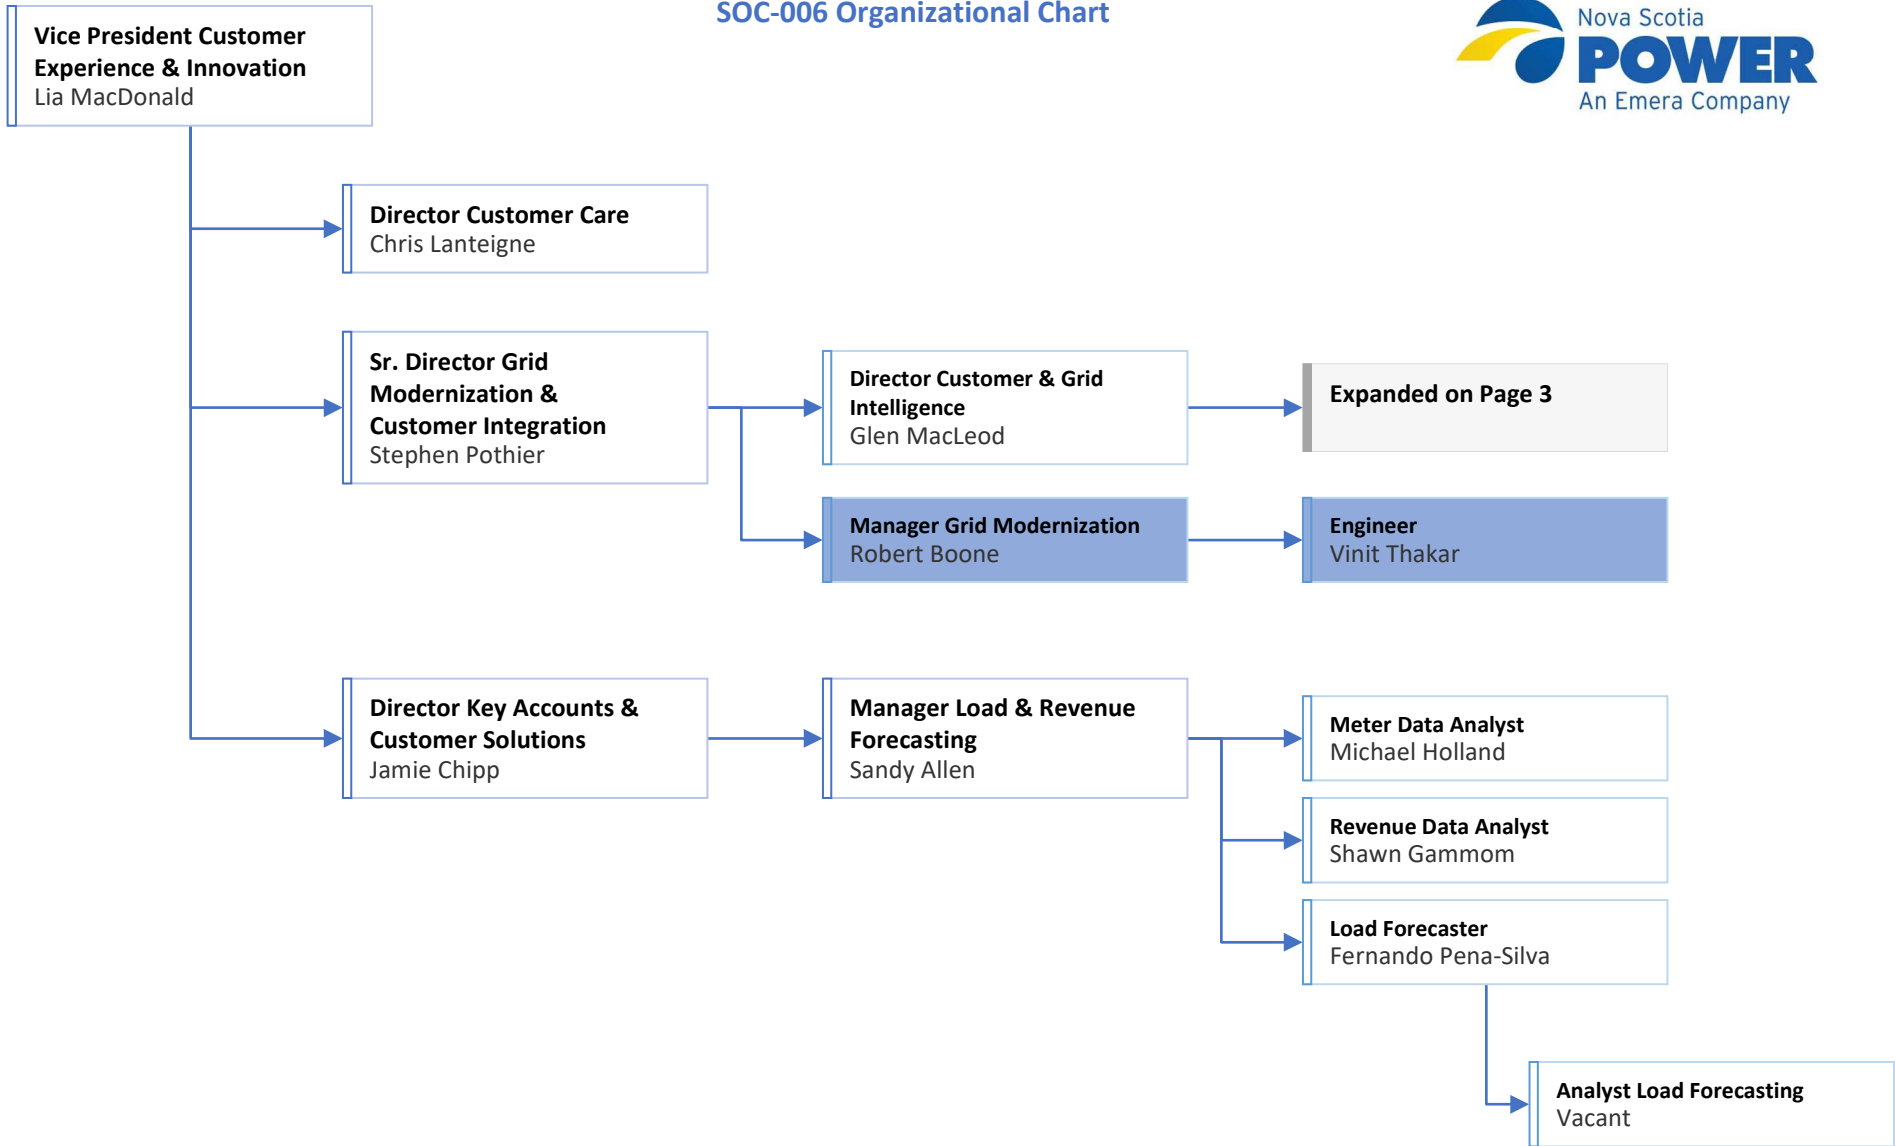 SOC-006 Organizational Chart
Nova Scotia
POWER
An Emera Company
Vice President Customer
Experience & Innovation
Lia MacDonald
Director Customer Care
Chris Lanteigne
Sr. Director Grid
Modernization &
Customer Integration
Stephen Pothier
Director Customer & Grid
Intelligence
Glen MacLeod
Expanded on Page 3
Manager Grid Modernization
Robert Boone
Engineer
Vinit Thakar
Director Key Accounts &
Customer Solutions
Jamie Chipp
Manager Load & Revenue
Forecasting
Sandy Allen
Meter Data Analyst
Michael Holland
Revenue Data Analyst
Shawn Gammom
Load Forecaster
Fernando Pena-Silva
Analyst Load Forecasting
Vacant